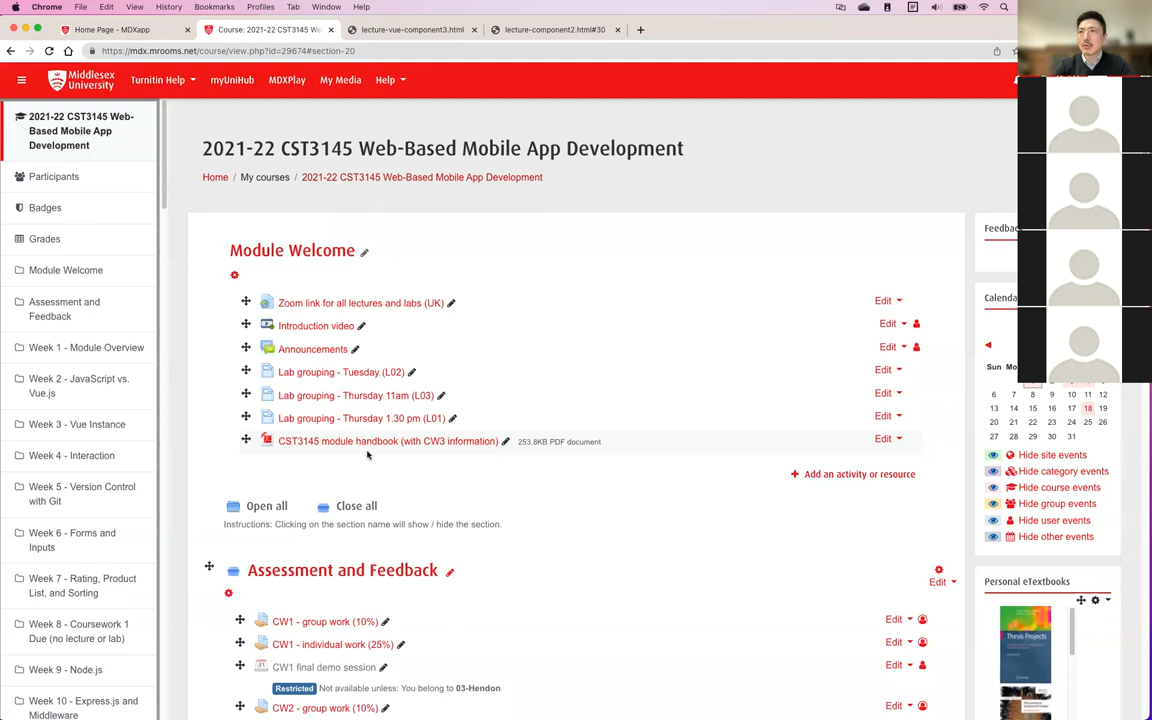 Chrome File Edit View History Bookmarks Profiles Tab Window Help
Home Page - MDXapp
Course: 2021-22 CST3145 We
lecture-vue-component3.html
lecture-component2.html#30
https://mdx.mrooms.net/course/view.php?id=29674#section-20
Middlesex University
Turnitin Help
myUniHub
MDXPlay
My Media
Help
2021-22 CST3145 Web-
Based Mobile App
Development
Participants
Badges
Grades
Module Welcome
Assessment and
Feedback
Week 1 - Module Overview
Week 2 - JavaScript vs.
Vue.js
Week 3 - Vue Instance
Week 4 - Interaction
Week 5 - Version Control
with Git
Week 6 - Forms and
Inputs
Week 7 - Rating, Product
List, and Sorting
Week 8 - Coursework 1
Due (no lecture or lab)
Week 9 - Node.js
Week 10 - Express.js and
Middleware
2021-22 CST3145 Web-Based Mobile App Development
Home / My courses / 2021-22 CST3145 Web-Based Mobile App Development
Module Welcome
Zoom link for all lectures and labs (UK) Edit
Introduction video Edit
Announcements Edit
Lab grouping - Tuesday (L02) Edit
Lab grouping - Thursday 11am (L03) Edit
Lab grouping - Thursday 1.30 pm (L01) Edit
CST3145 module handbook (with CW3 information) 253.8KB PDF document Edit
Add an activity or resource
Open all Close all
Instructions: Clicking on the section name will show / hide the section.
Assessment and Feedback
Edit
CW1 - group work (10%) Edit
CW1 - individual work (25%) Edit
CW1 final demo session Edit
Restricted Not available unless: You belong to 03-Hendon
CW2 - group work (10%) Edit
Feedbac
Calenda
Sun Mo
6 7 8 9 10 11 12
13 14 15 16 17 18 19
20 21 22 23 24 25 26
27 28 29 30 31
Hide site events
Hide category events
Hide course events
Hide group events
Hide user events
Hide other events
Personal eTextbooks
Thesis Projects